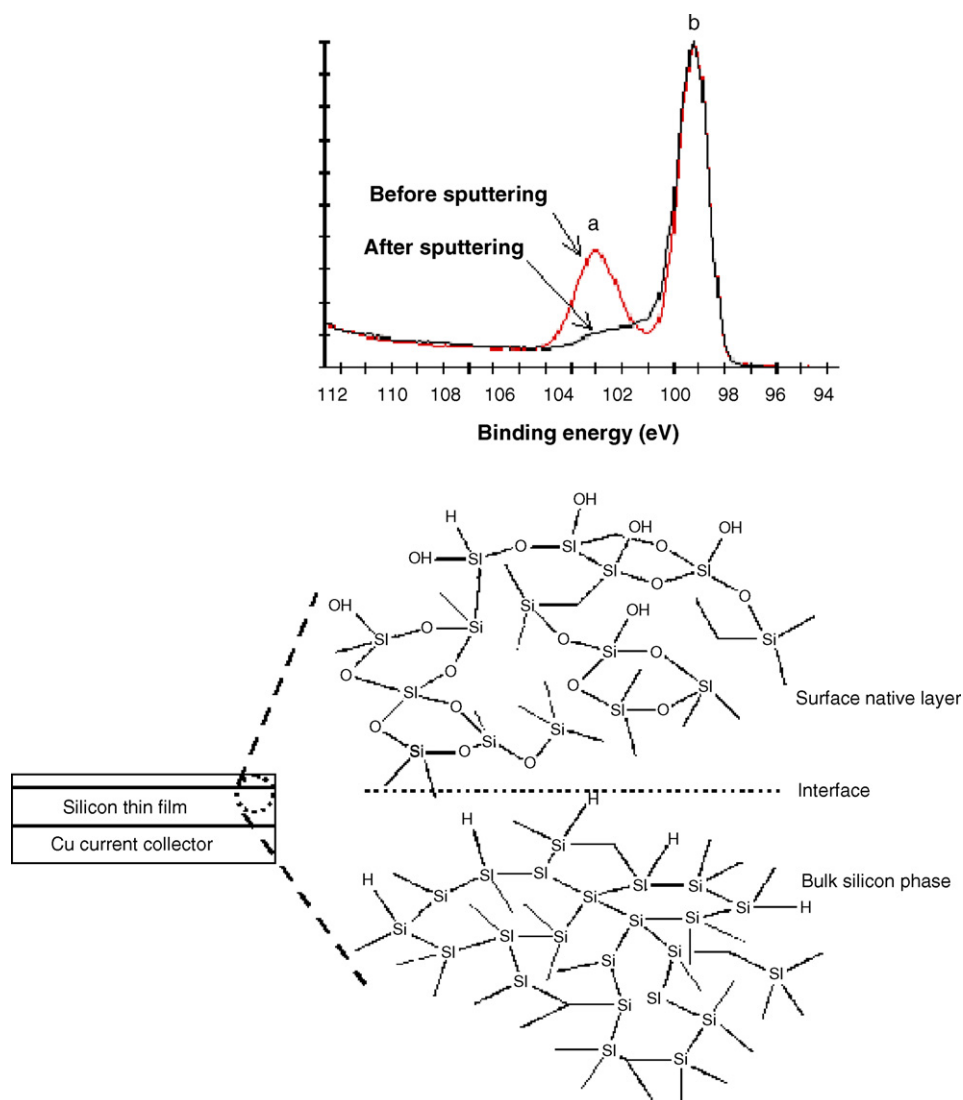 a
b
Before sputtering
After sputtering
112 110 108 106 104 102 100 98 96 94
Binding energy (eV)
OH
H
OH
OH
O
SI
O
OH
SI
SI
SI
O
O
Si
OH
OH
O
Si
O
Si
SI
O
Si
O
O
O
SI
O
SI
Surface native layer
O
Si
Si
SI
O
Si
O
O
Interface
Silicon thin film
H
Cu current collector
H
Si
H
Bulk silicon phase
H
SI
SI
SI
Si
Si
Si
Si
H
Si
SI
Si
Si
Si
SI
Si
Si
SI
SI
SI
Si
Si
SI
Si